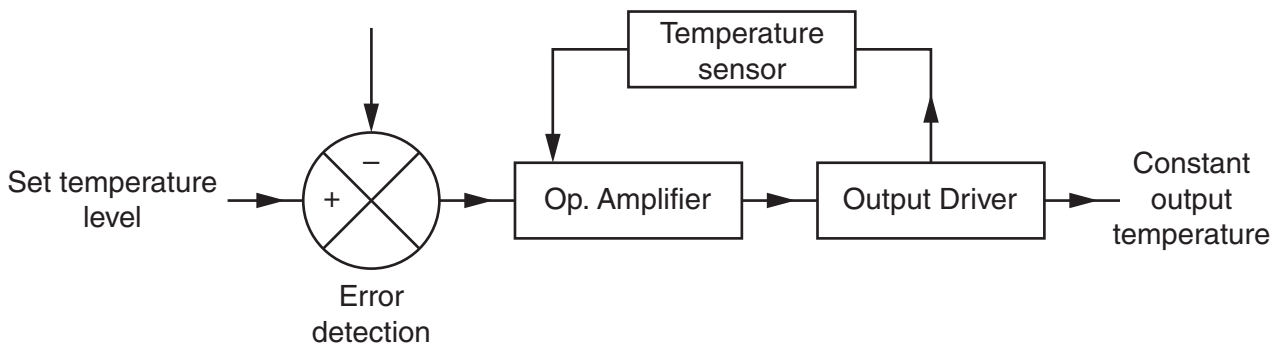 Temperature
sensor
Set temperature
level
+
–
Op. Amplifier
Output Driver
Constant
output
temperature
Error
detection